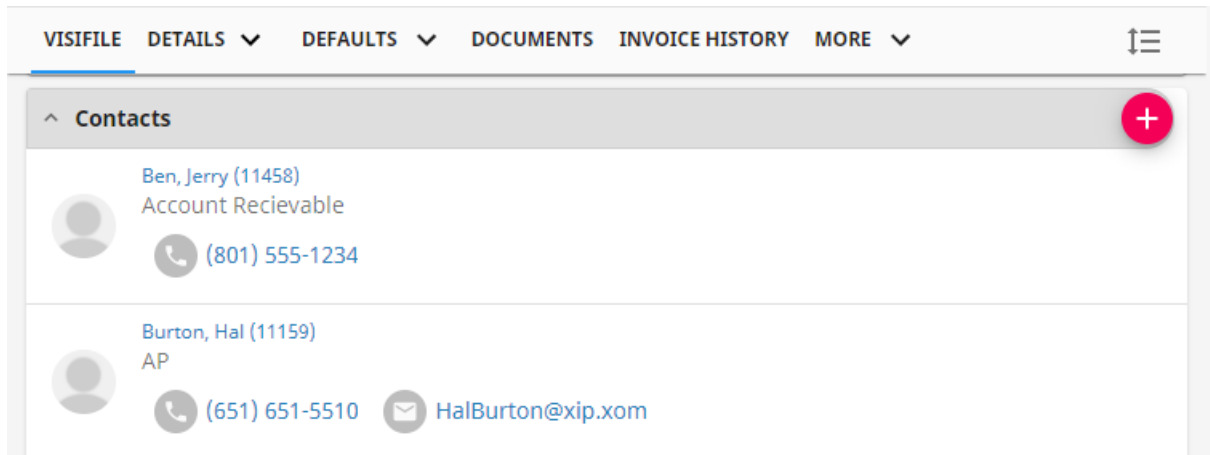 VISIFILE DETAILS DEFAULTS DOCUMENTS INVOICE HISTORY MORE
Contacts
Ben, Jerry (11458)
Account Recievable
(801) 555-1234
Burton, Hal (11159)
AP
(651) 651-5510 HalBurton@xip.xom